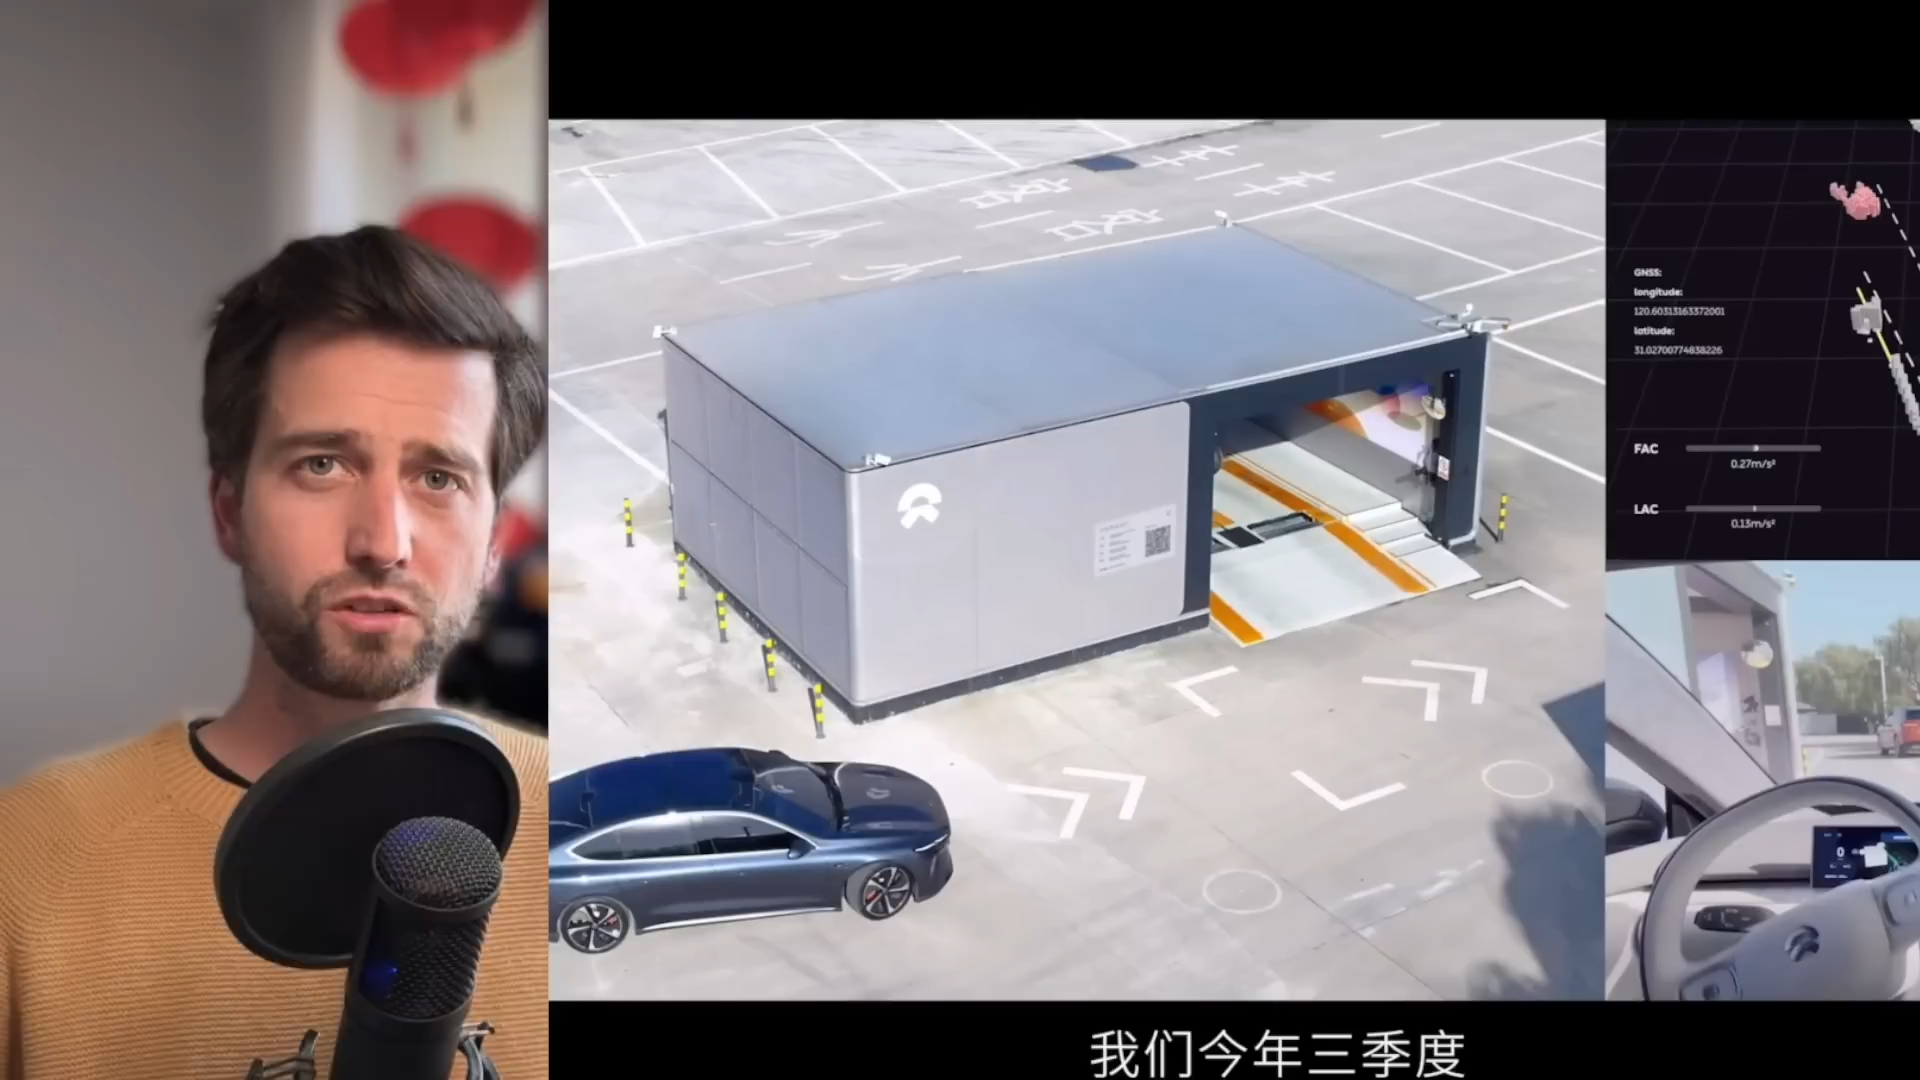 GNSS:
longitude:
120.60313163372001
latitude:
31.02700774838226
FAC
0.27m/s²
LAC
0.13m/s²
0
我们今年三季度